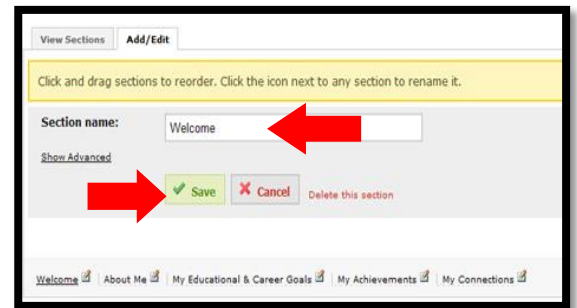 View Sections Add/Edit
Click and drag sections to reorder. Click the icon next to any section to rename it.
Section name: Welcome
Show Advanced
Save Cancel Delete this section
Welcome About Me My Educational & Career Goals My Achievements My Connections